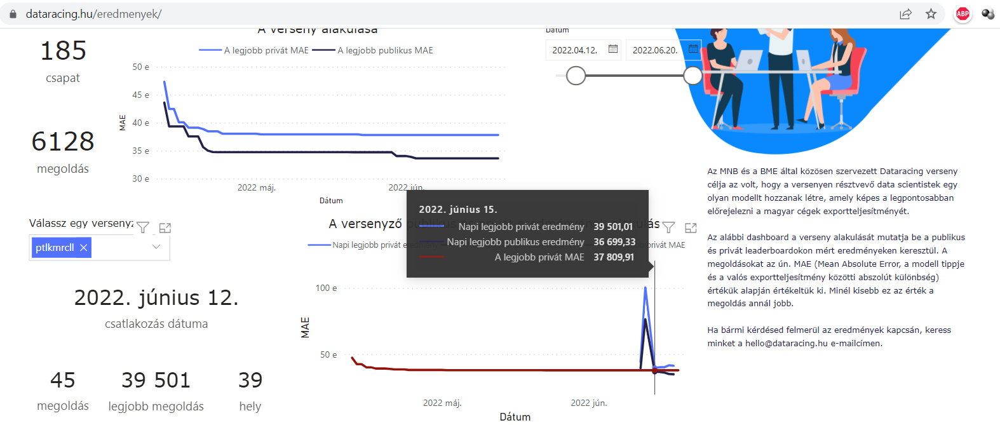 dataracing.hu/eredmenyek/
ABP
A verseny alakulása
A legjobb privát MAE
A legjobb publikus MAE
50 e
45 e
40 e
35 e
30 e
MAE
2022 máj.
2022 jún.
Dátum
185
csapat
6128
megoldás
Dátum
2022.04.12.
2022.06.20.
Az MNB és a BME által közösen szervezett Dataracing verseny
célja az volt, hogy a versenyen résztvevő data scientistek egy
olyan modellt hozzanak létre, amely képes a legpontosabban
előrejelezni a magyar cégek exportteljesítményét.
Az alábbi dashboard a verseny alakulását mutatja be a publikus
és privát leaderboardokon mért eredményeken keresztül. A
megoldásokat az ún. MAE (Mean Absolute Error, a modell tippje
és a valós exportteljesítmény közötti abszolút különbség)
értékük alapján értékeltük ki. Minél kisebb ez az érték a
megoldás annál jobb.
Ha bármi kérdésed felmerül az eredmények kapcsán, keress
minket a hello@dataracing.hu e-mailcímen.
Válassz egy versenyz
ptlkmrcll
2022. június 12.
csatlakozás dátuma
45
megoldás
39 501
legjobb megoldás
39
hely
A versenyző publikus és privát eredményeinek alakulás
Napi legjobb privát eredmény
privát MAE
2022. június 15.
Napi legjobb privát eredmény 39 501,01
Napi legjobb publikus eredmény 36 699,33
A legjobb privát MAE 37 809,91
100 e
50 e
MAE
2022 máj.
2022 jún.
Dátum